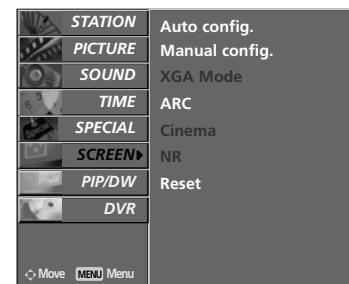 STATION
PICTURE
SOUND
TIME
SPECIAL
SCREEN
PIP/DW
DVR
Move MENU Menu
Auto config.
Manual config.
XGA Mode
ARC
Cinema
NR
Reset